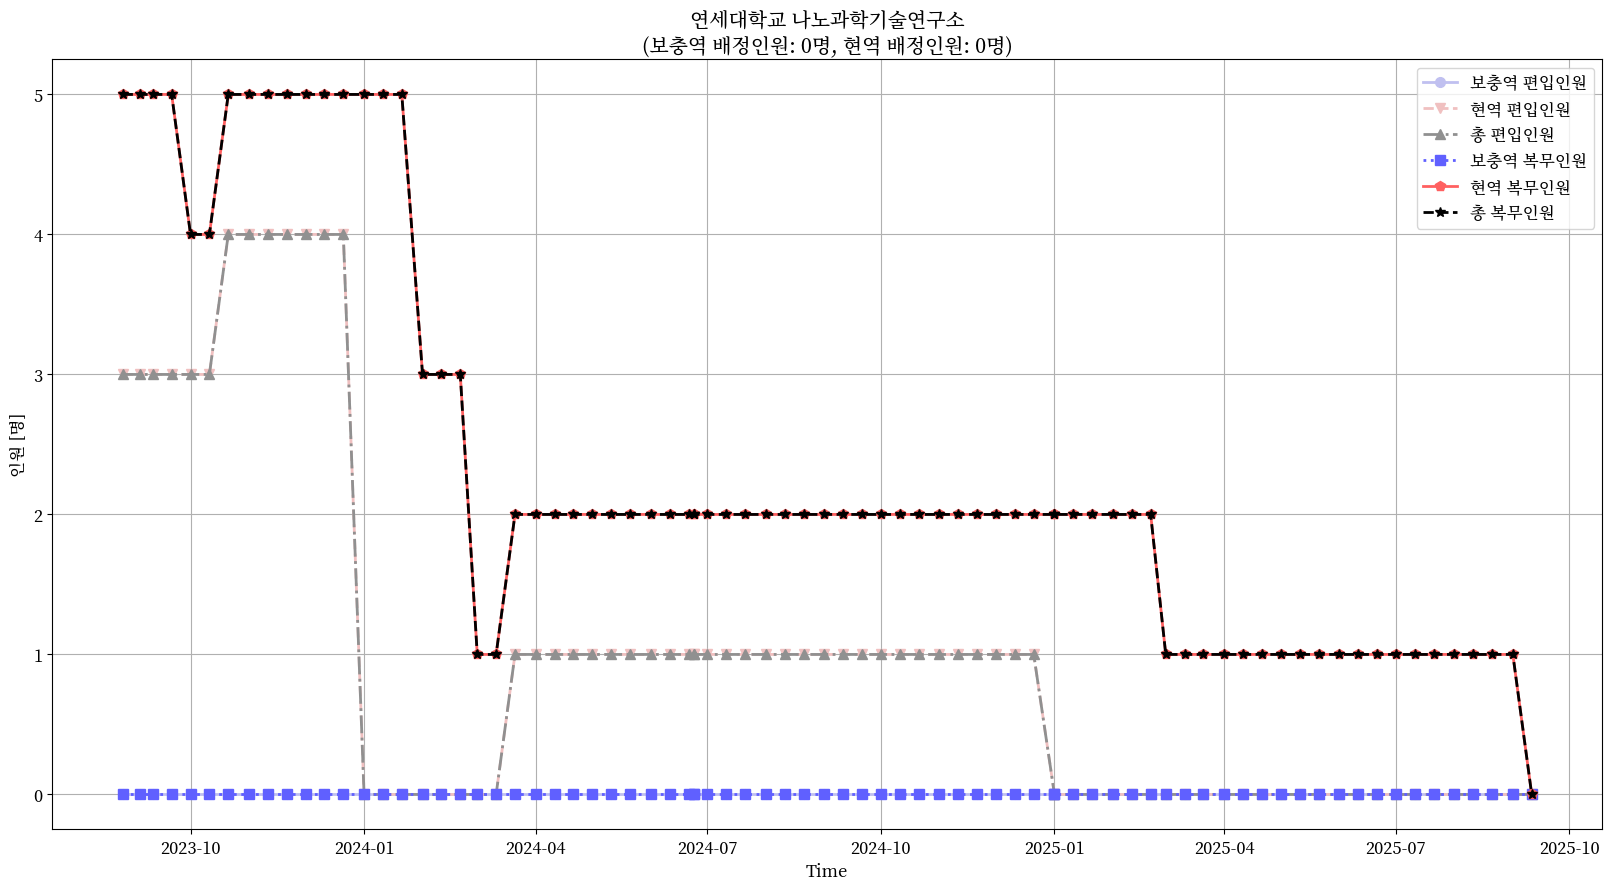 연세대학교 나노과학기술연구소
(보충역 배정인원: 0명, 현역 배정인원: 0명)
보충역 편입인원
현역 편입인원
총 편입인원
보충역 복무인원
현역 복무인원
총 복무인원
인원 [명]
5
4
3
2
1
0
2023-10
2024-01
2024-04
2024-07
2024-10
2025-01
2025-04
2025-07
2025-10
Time